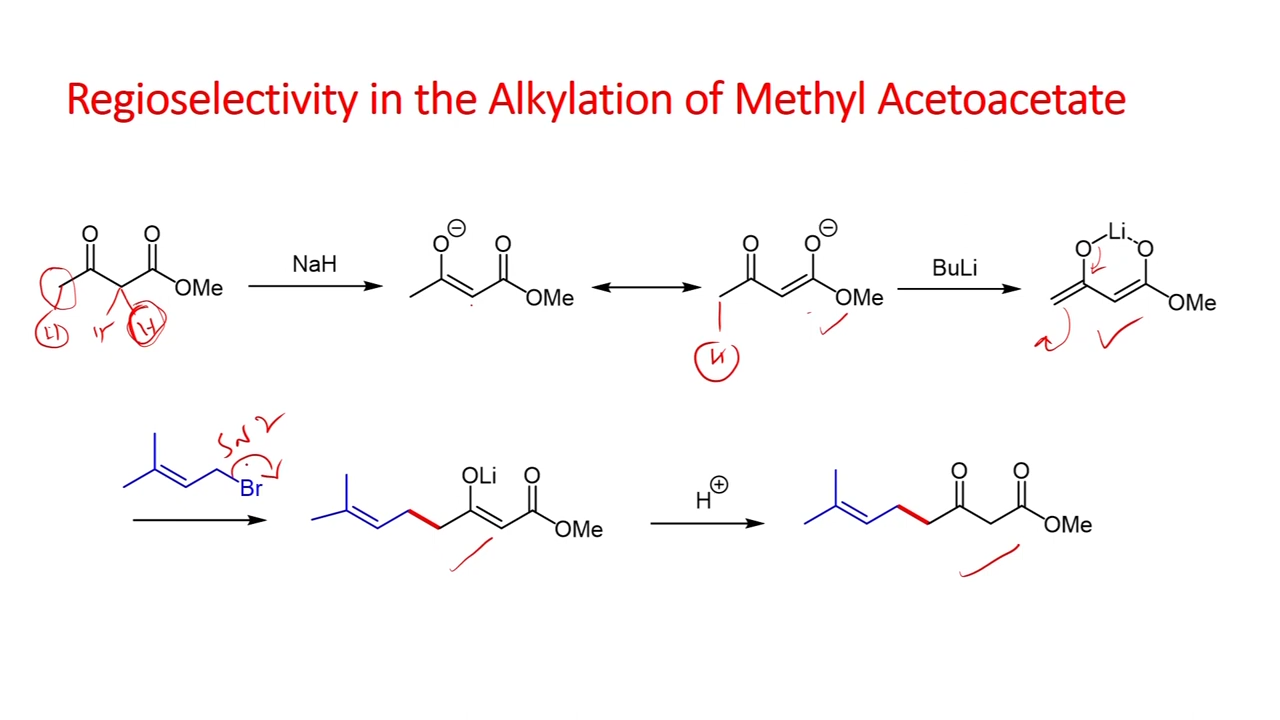 Regioselectivity in the Alkylation of Methyl Acetoacetate
O O OMe H H
NaH
O⊖ O OMe
O O⊖ OMe H
BuLi
O Li O OMe
SN2
Br
OLi O OMe
H⊕
O O OMe